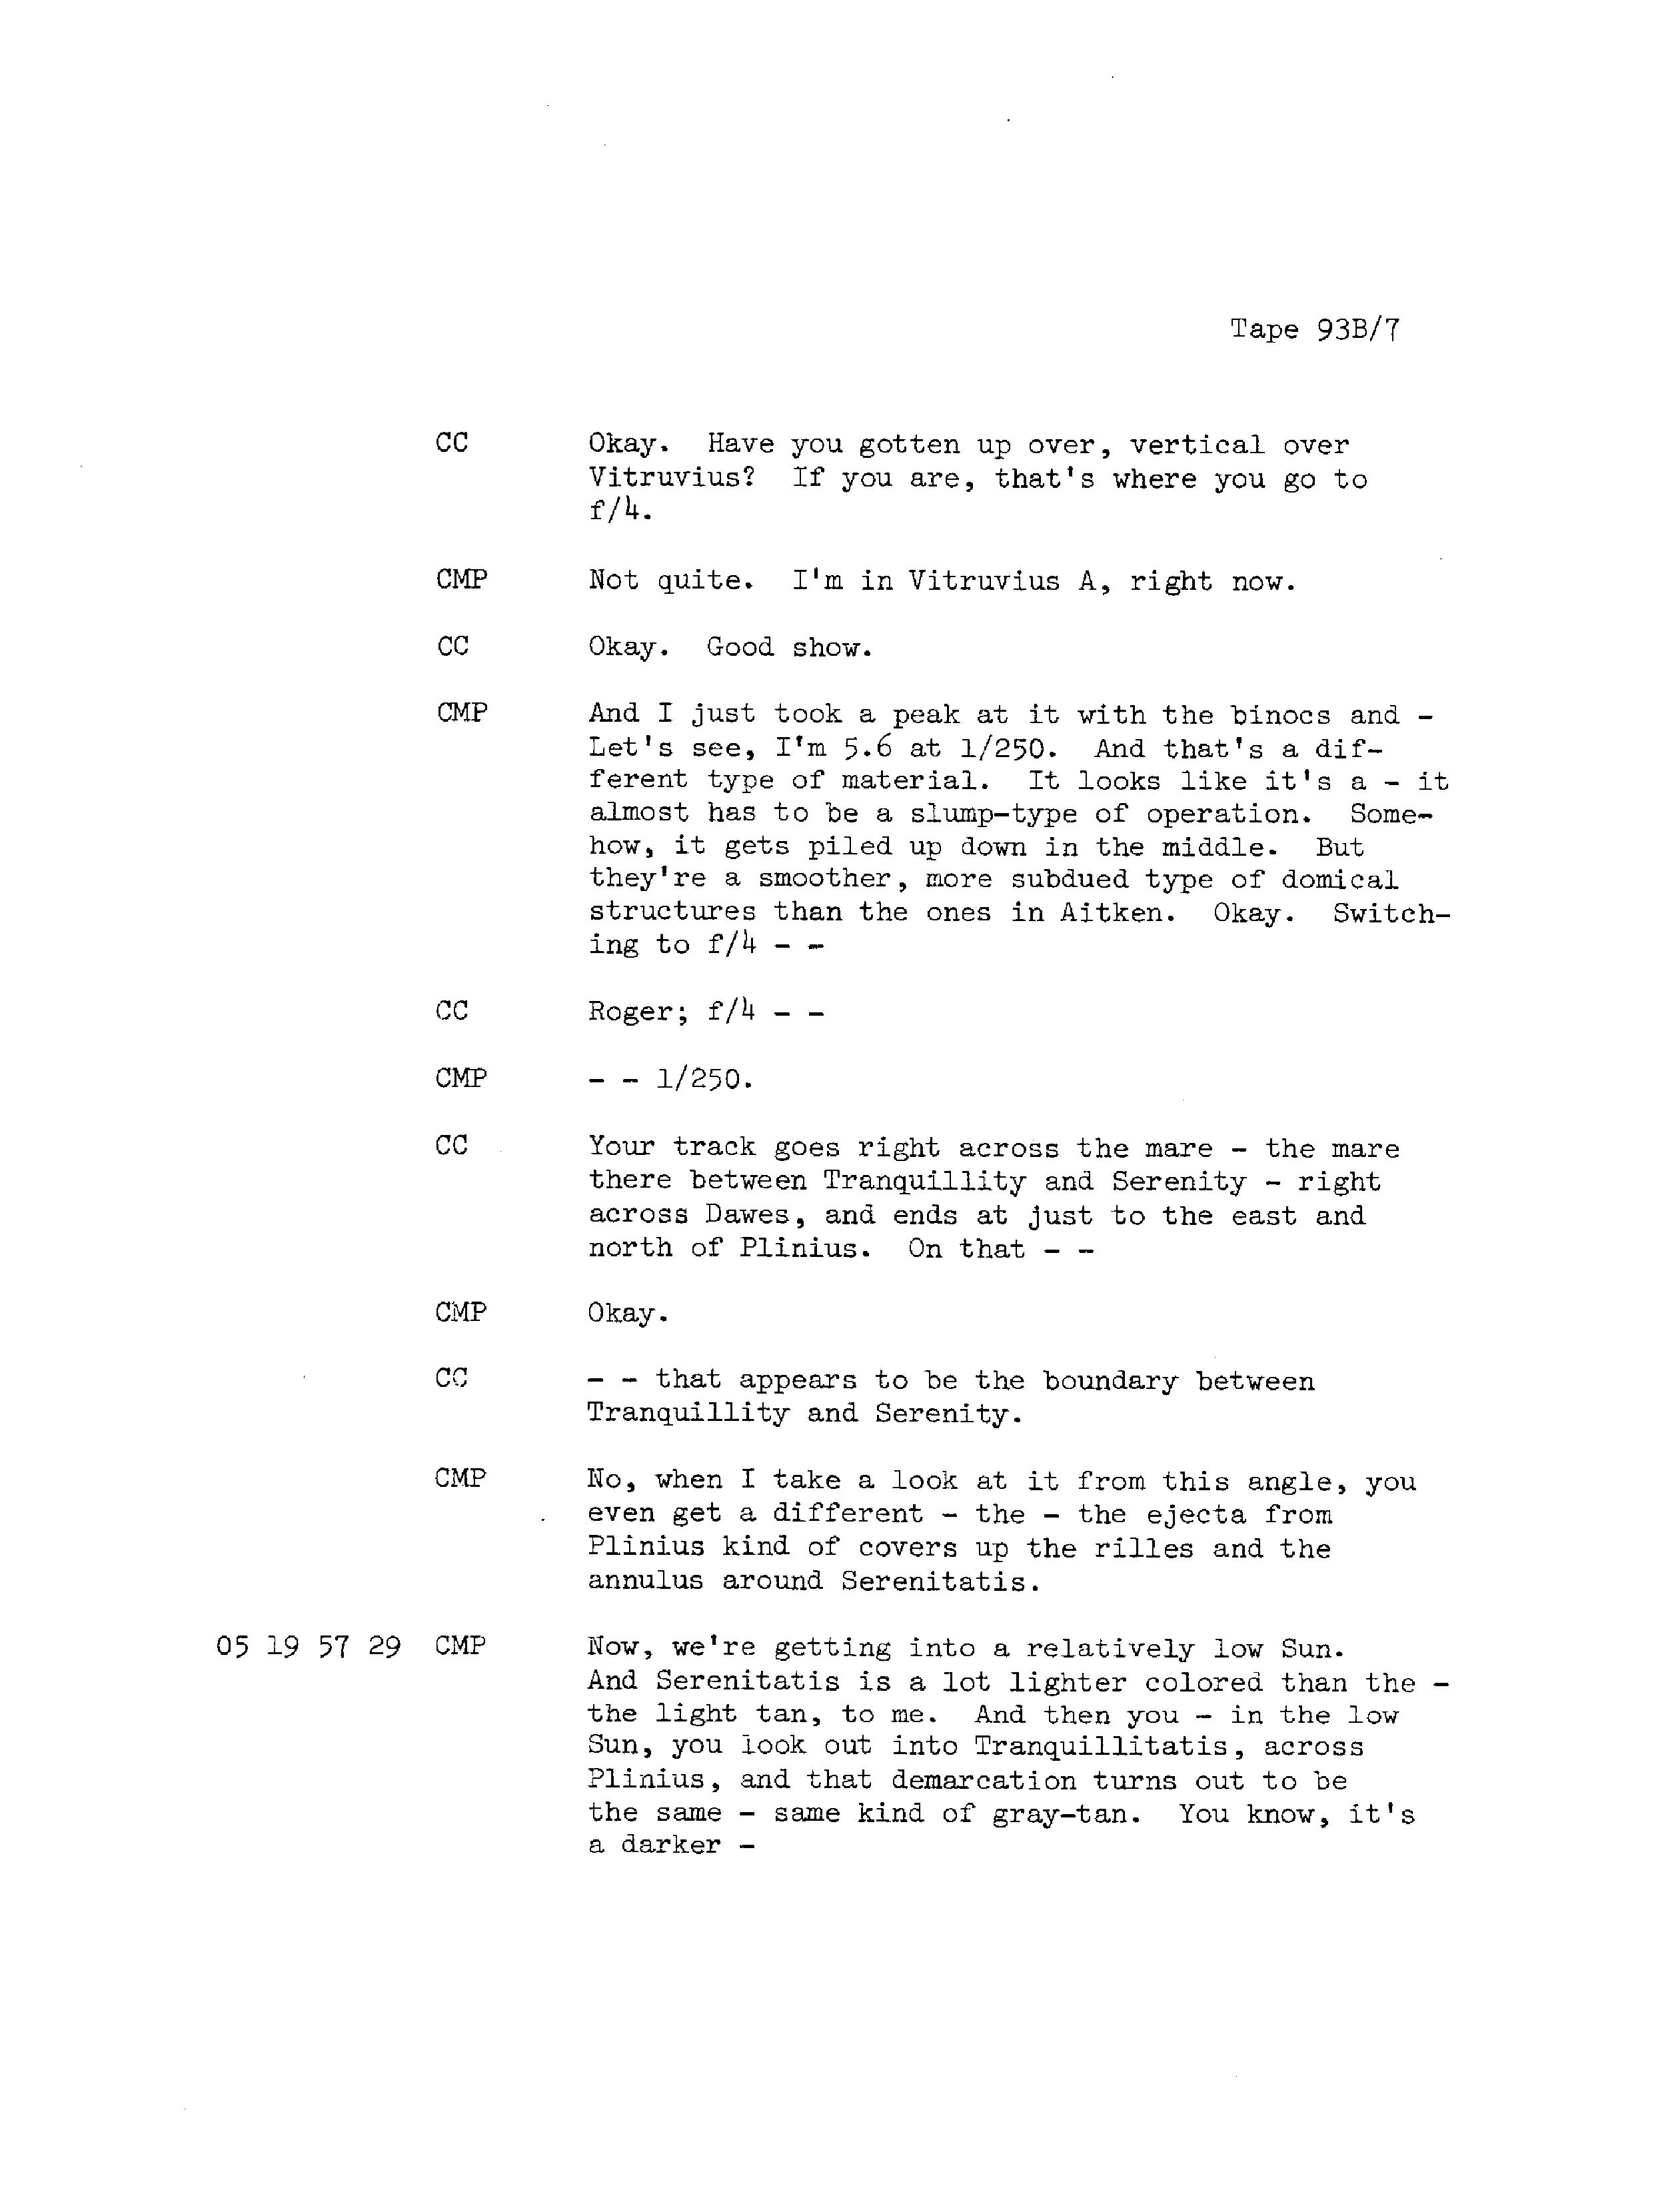 Tape 93B/7
CC Okay. Have you gotten up over, vertical over
Vitruvius? If you are, that's where you go to
f/4.
CMP Not quite. I'm in Vitruvius A, right now.
CC Okay. Good show.
CMP And I just took a peak at it with the binocs and -
Let's see, I'm 5.6 at 1/250. And that's a dif-
ferent type of material. It looks like it's a - it
almost has to be a slump-type of operation. Some-
how, it gets piled up down in the middle. But
they're a smoother, more subdued type of domical
structures than the ones in Aitken. Okay. Switch-
ing to f/4 - -
CC Roger; f/4 - -
CMP - - 1/250.
CC Your track goes right across the mare - the mare
there between Tranquillity and Serenity - right
across Dawes, and ends at just to the east and
north of Plinius. On that - -
CMP Okay.
CC - - that appears to be the boundary between
Tranquillity and Serenity.
CMP No, when I take a look at it from this angle, you
even get a different - the - the ejecta from
Plinius kind of covers up the rilles and the
annulus around Serenitatis.
05 19 57 29 CMP Now, we're getting into a relatively low Sun.
And Serenitatis is a lot lighter colored than the -
the light tan, to me. And then you - in the low
Sun, you look out into Tranquillitatis, across
Plinius, and that demarcation turns out to be
the same - same kind of gray-tan. You know, it's
a darker -